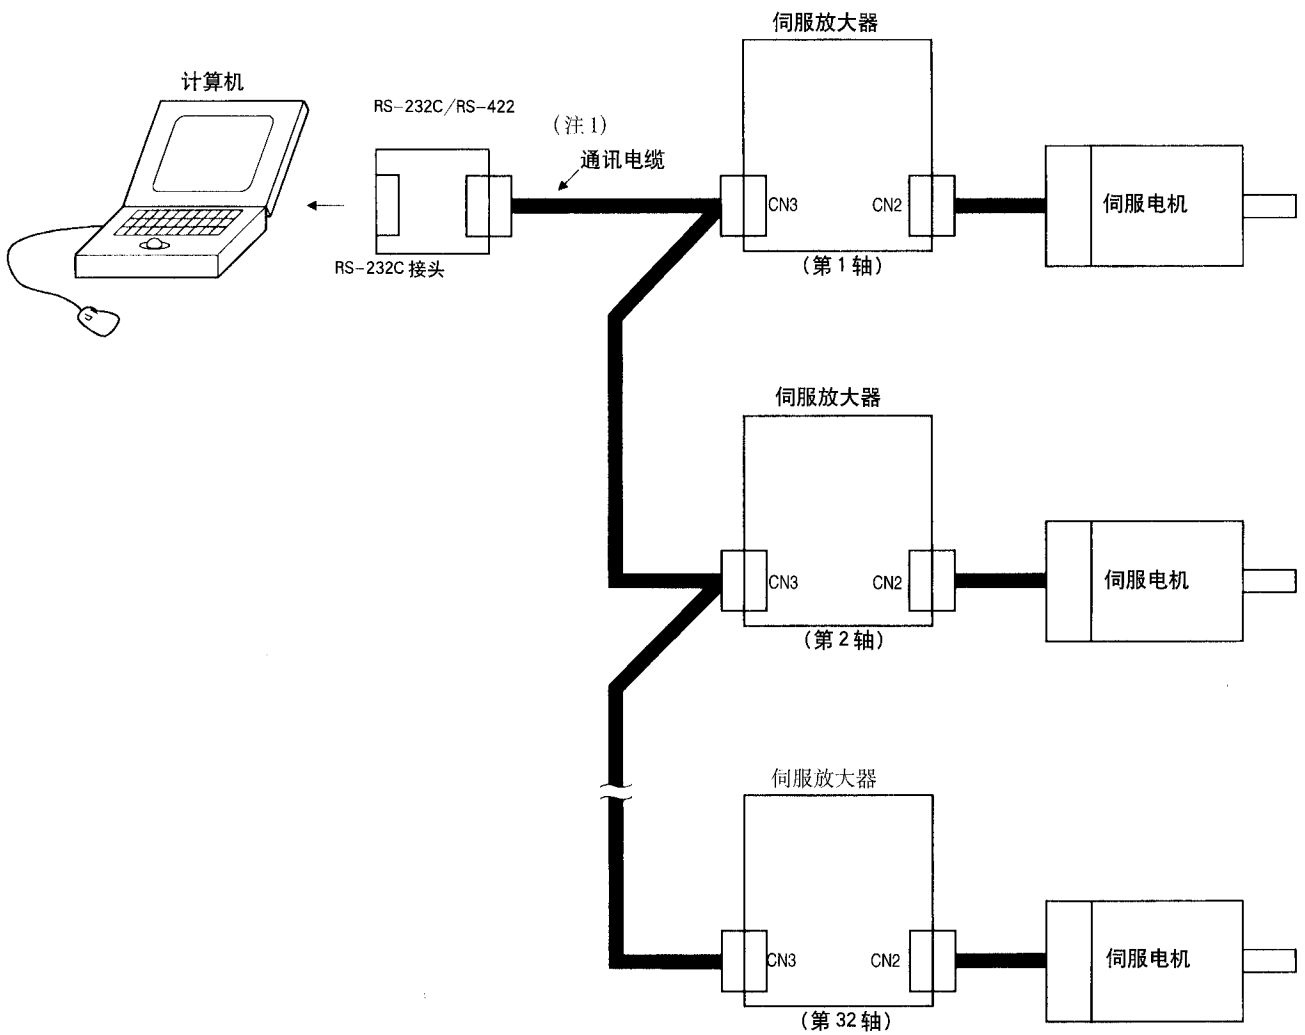 伺服放大器
计算机
RS-232C/RS-422
(注1)
通讯电缆
CN3
CN2
伺服电机
RS-232C 接头
(第1轴)
伺服放大器
CN3
CN2
伺服电机
(第2轴)
伺服放大器
CN3
CN2
伺服电机
(第32轴)